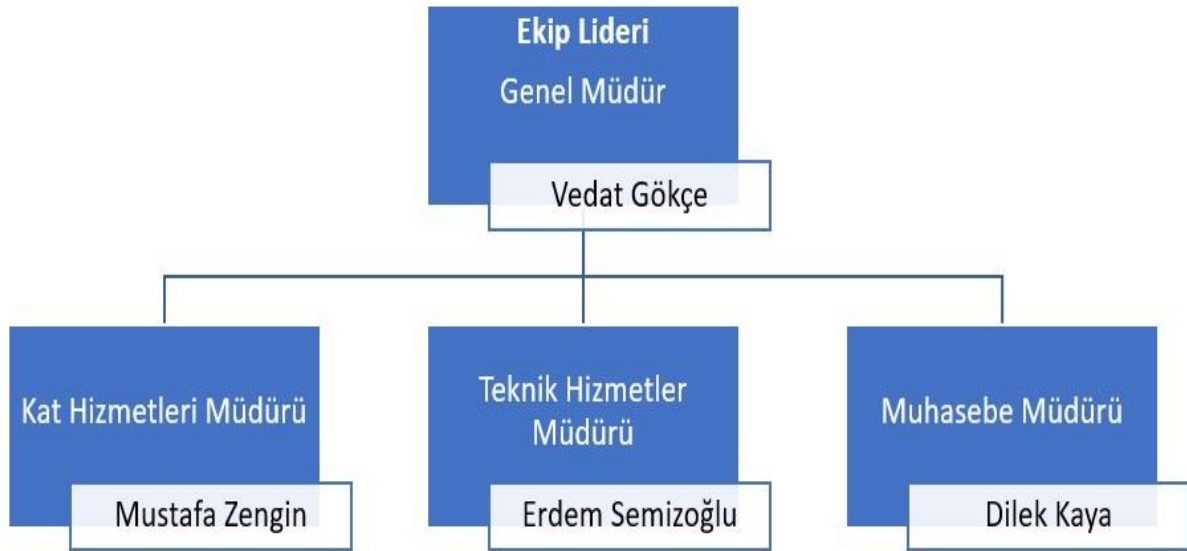 Ekip Lideri
Genel Müdür
Vedat Gökçe
Kat Hizmetleri Müdürü
Mustafa Zengin
Teknik Hizmetler
Müdürü
Erdem Semizoğlu
Muhasebe Müdürü
Dilek Kaya